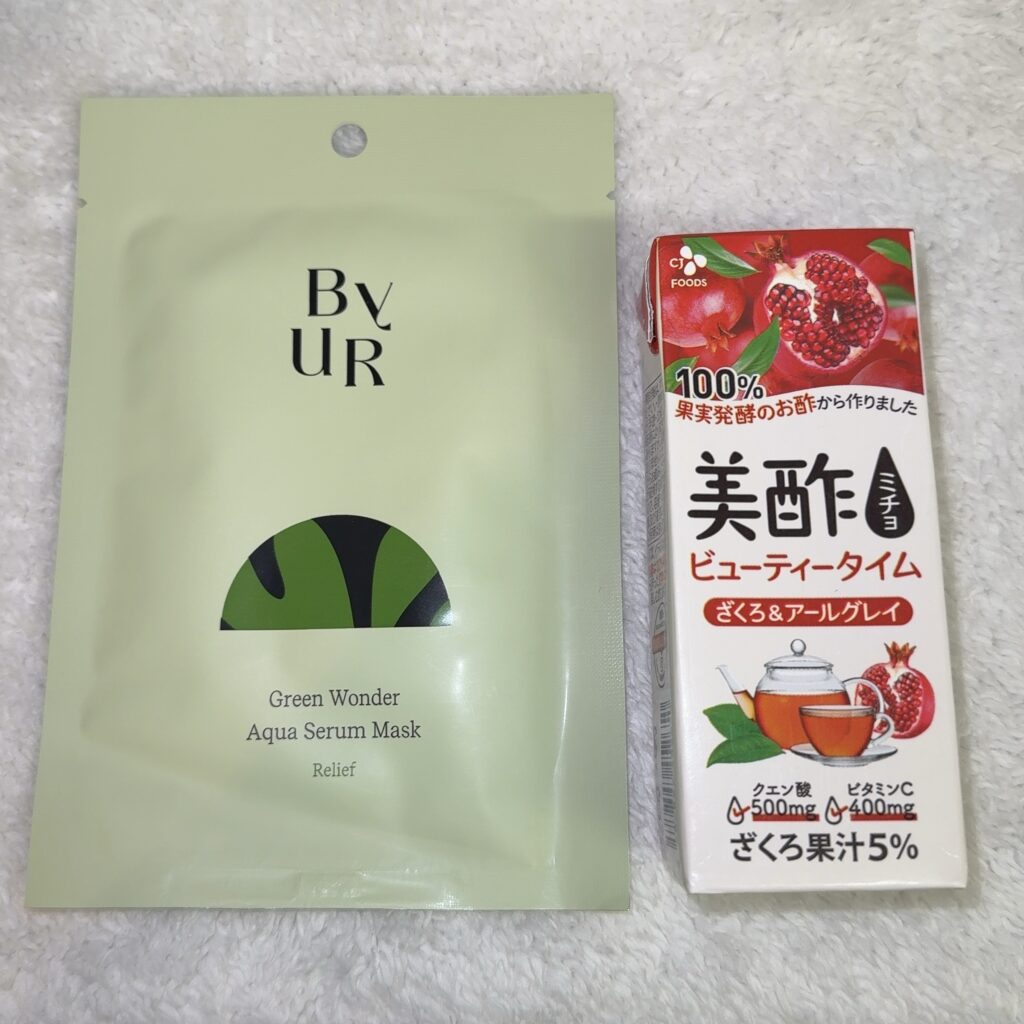 By
UR
Green Wonder
Aqua Serum Mask
Relief
CJ
FOODS
100%
果実発酵のお酢から作りました
美酢
ミチョ
ビューティータイム
ざくろ&アールグレイ
クエン酸
500mg
ビタミンC
400mg
ざくろ果汁5%